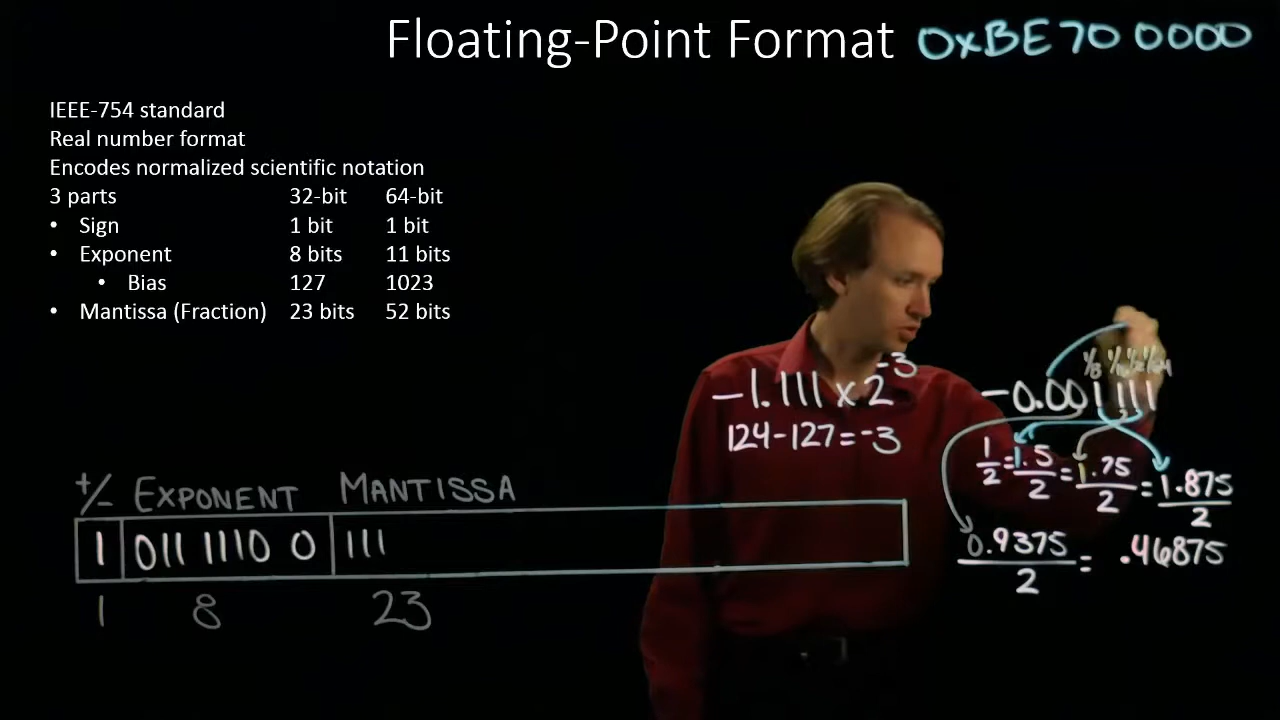 Floating-Point Format 0xBE70 0000
IEEE-754 standard
Real number format
Encodes normalized scientific notation
3 parts 32-bit 64-bit
• Sign 1 bit 1 bit
• Exponent 8 bits 11 bits
• Bias 127 1023
• Mantissa (Fraction) 23 bits 52 bits
-1.111 x 2^-3
124-127=-3
1/8
-0.001111
1/2 = 1.5/2 = 1.75/2 = 1.875/2
0.9375/2 = .46875
+/- EXPONENT MANTISSA
1 011 1110 0 111
1 8 23